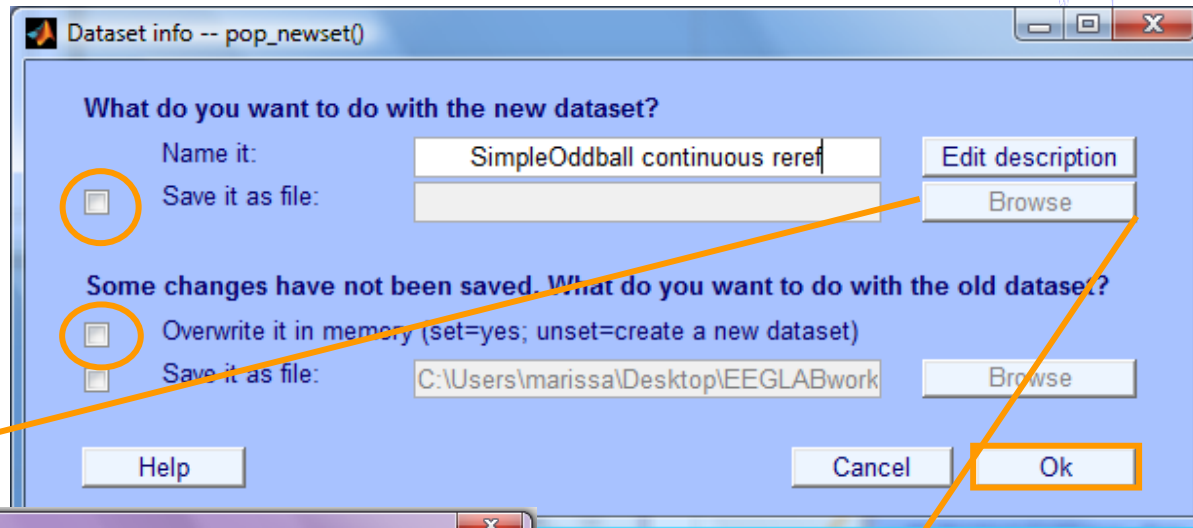 Dataset info -- pop_newset()
What do you want to do with the new dataset?
Name it: SimpleOddball continuous reref Edit description
Save it as file: Browse
Some changes have not been saved. What do you want to do with the old dataset?
Overwrite it in memory (set=yes; unset=create a new dataset)
Save it as file: C:\Users\marissa\Desktop\EEGLABwork Browse
Help Cancel Ok